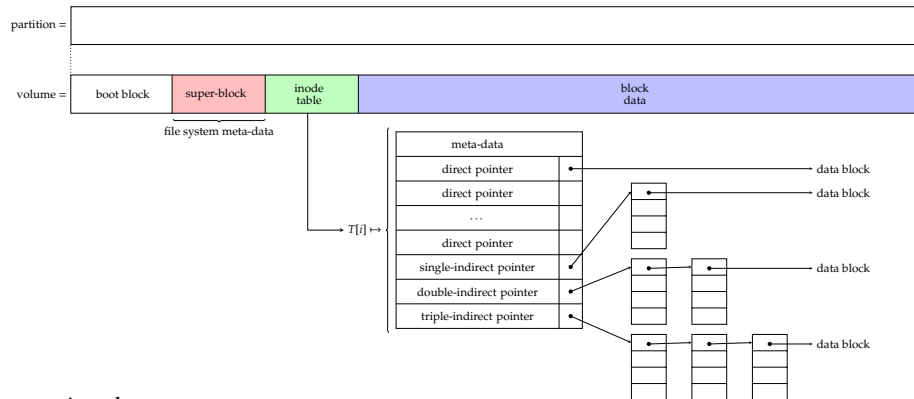 partition =
volume =
boot block
super-block
inode
table
block
data
file system meta-data
T[i] ↦
meta-data
direct pointer
direct pointer
...
direct pointer
single-indirect pointer
double-indirect pointer
triple-indirect pointer
data block
data block
data block
data block